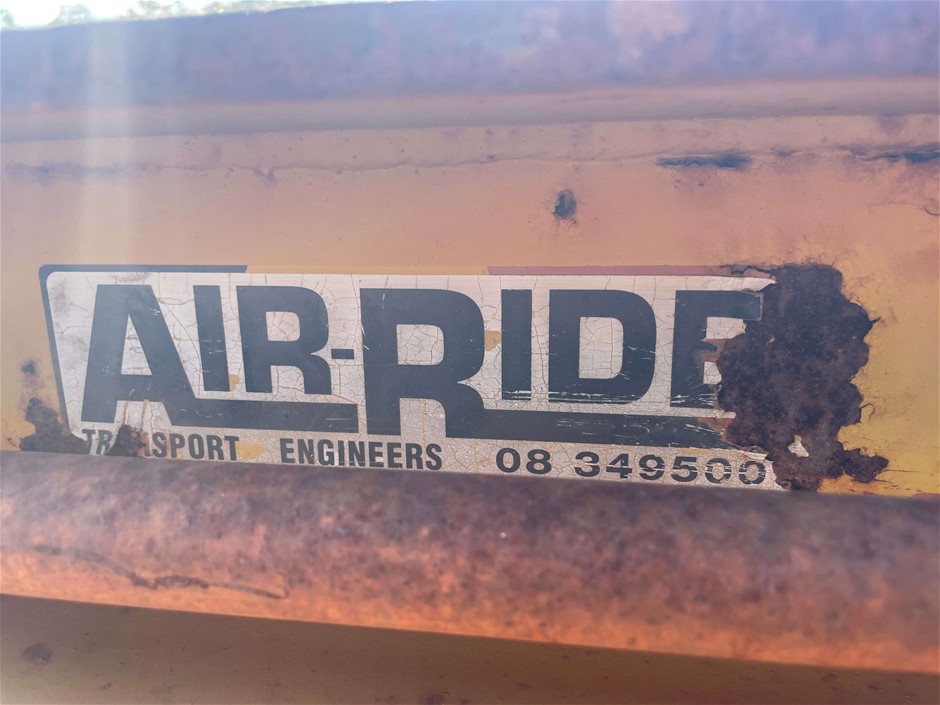 AIR-RIDE
TRANSPORT ENGINEERS 08 349500